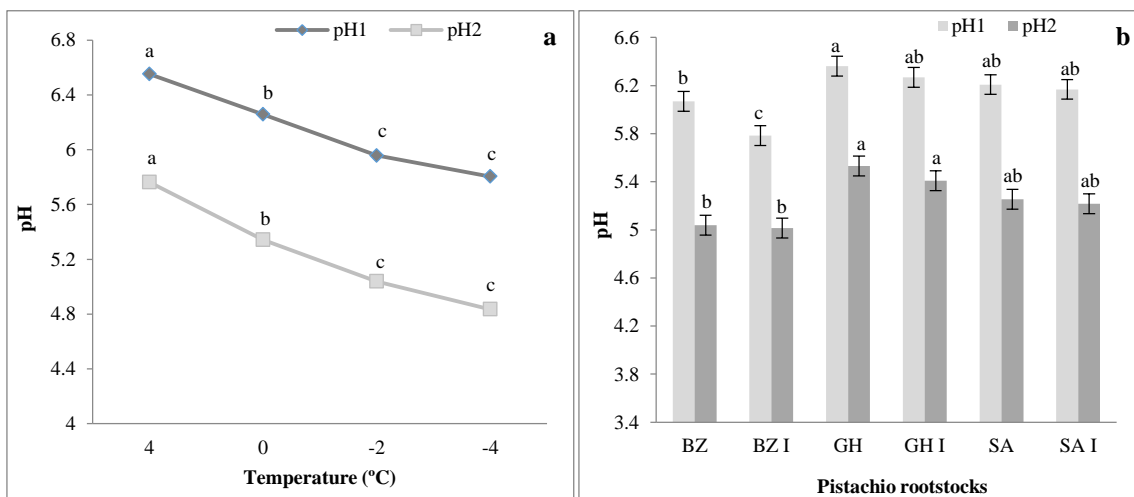 pH1 pH2
a
6.8
6.4
6
5.6
5.2
4.8
4.4
4
pH
a
b
c
c
a
b
c
c
4 0 -2 -4
Temperature (ºC)
pH1 pH2
b
6.6
6.2
5.8
5.4
5
4.6
4.2
3.8
3.4
pH
b c a ab ab ab
b b a a ab ab
BZ BZ I GH GH I SA SA I
Pistachio rootstocks